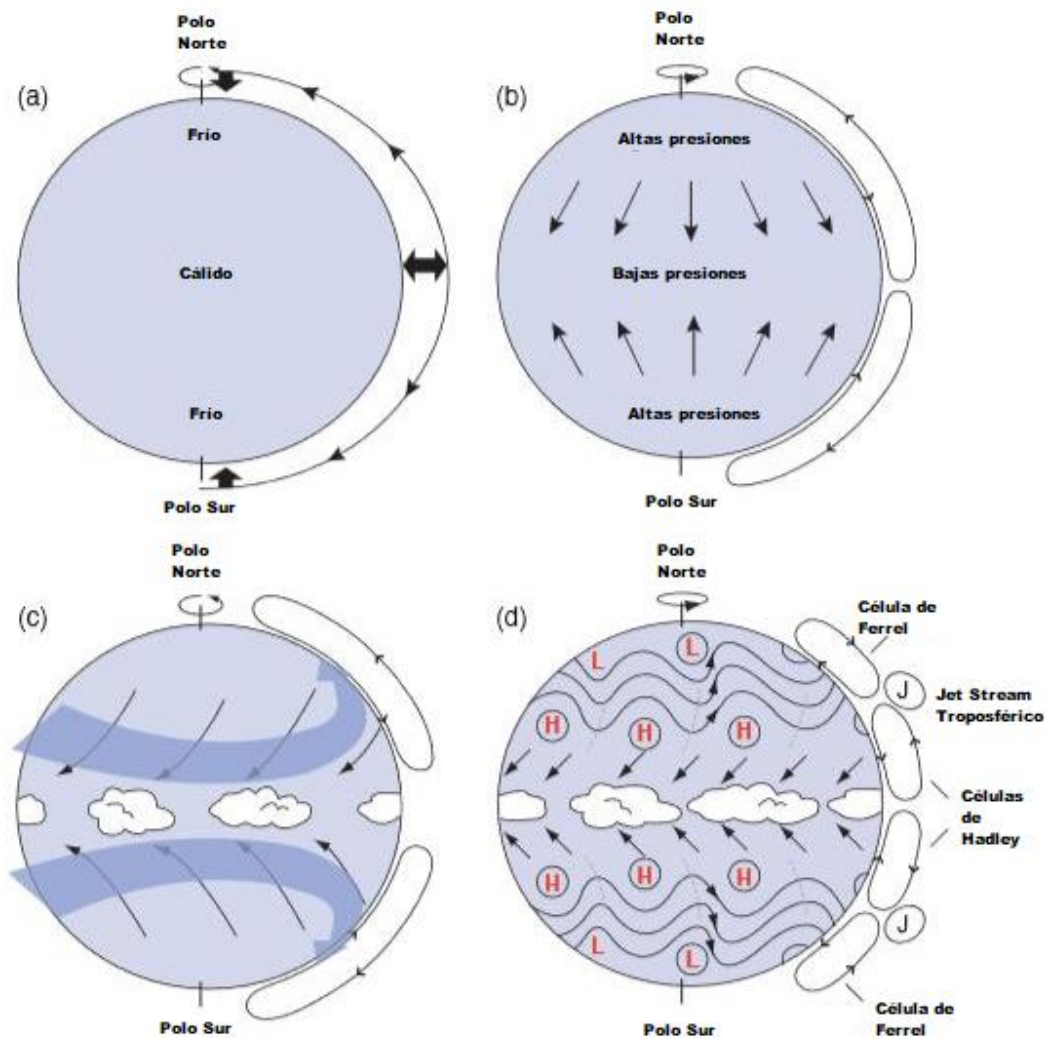 Polo
Norte
(a)
Frío
Cálido
Frío
Polo Sur
Polo
Norte
(b)
Altas presiones
Bajas presiones
Altas presiones
Polo Sur
Polo
Norte
(c)
Polo Sur
Polo
Norte
(d)
L
L
H
H
H
H
H
H
L
L
Polo Sur
Célula de
Ferrel
J
Jet Stream
Troposférico
Células
de
Hadley
J
Célula de
Ferrel